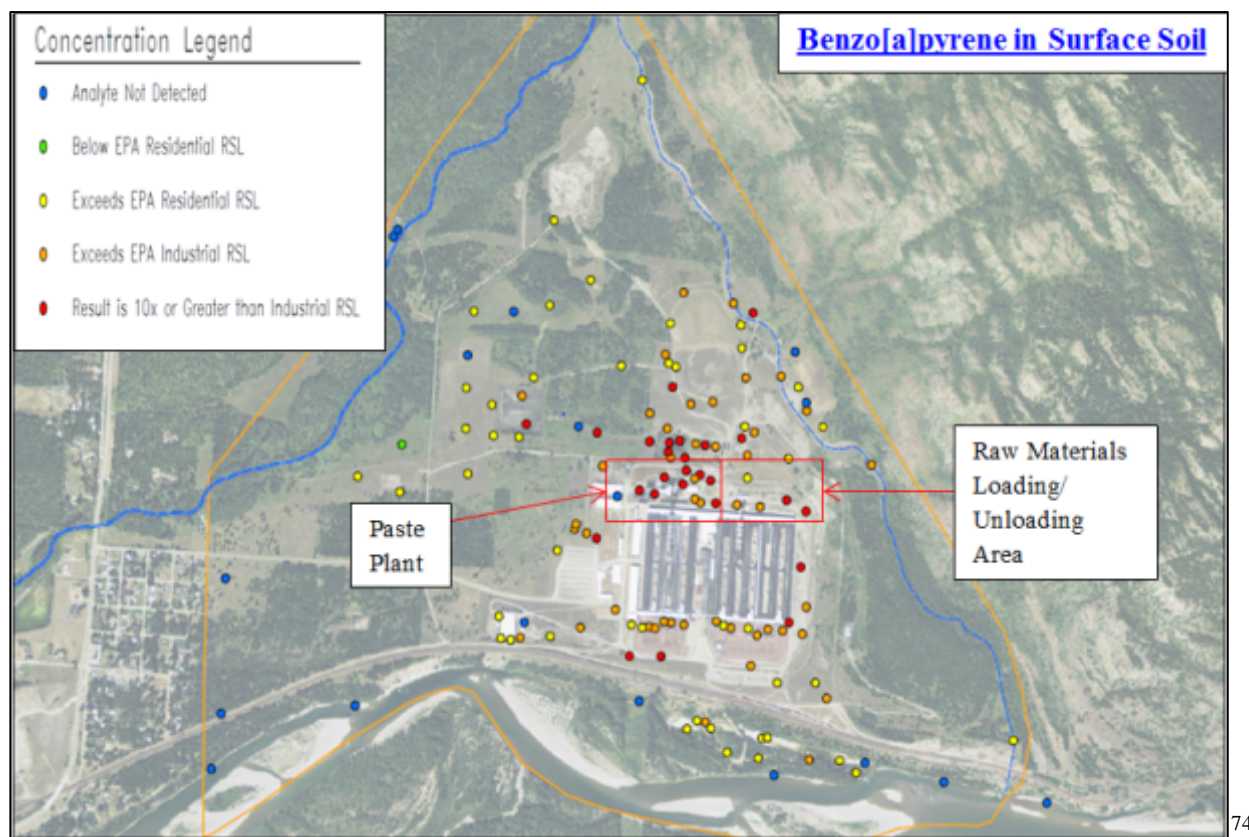 Concentration Legend
Benzo[a]pyrene in Surface Soil
Analyte Not Detected
Below EPA Residential RSL
Exceeds EPA Residential RSL
Exceeds EPA Industrial RSL
Result is 10x or Greater than Industrial RSL
Paste
Plant
Raw Materials
Loading/
Unloading
Area
74